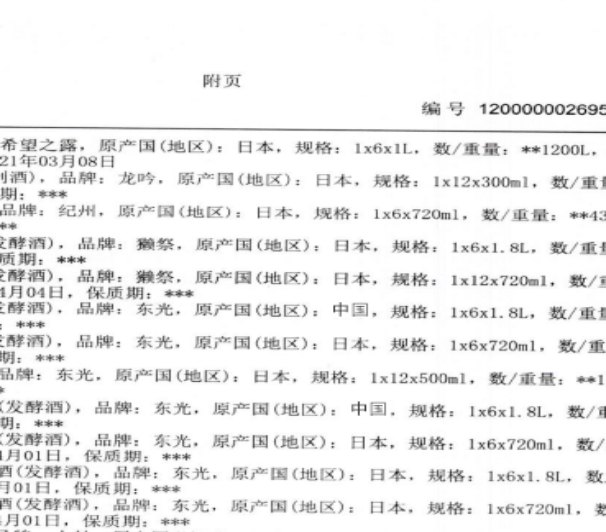 附页
编号 120000002695
希望之露，原产国(地区)：日本，规格：1x6x1L，数/重量：**1200L，
21年03月08日
制酒)，品牌：龙吟，原产国(地区)：日本，规格：1x12x300ml，数/重量
期：***
品牌：纪州，原产国(地区)：日本，规格：1x6x720ml，数/重量：**43
**
发酵酒)，品牌：獭祭，原产国(地区)：日本，规格：1x6x1.8L，数/重量
质期：***
发酵酒)，品牌：獭祭，原产国(地区)：日本，规格：1x12x720ml，数/重
4月04日，保质期：***
发酵酒)，品牌：东光，原产国(地区)：中国，规格：1x6x1.8L，数/重量
：***
发酵酒)，品牌：东光，原产国(地区)：日本，规格：1x6x720ml，数/重
期：***
品牌：东光，原产国(地区)：日本，规格：1x12x500ml，数/重量：**1
*
(发酵酒)，品牌：东光，原产国(地区)：中国，规格：1x6x1.8L，数/重
期：***
(发酵酒)，品牌：东光，原产国(地区)：日本，规格：1x6x720ml，数/
4月01日，保质期：***
酒(发酵酒)，品牌：东光，原产国(地区)：日本，规格：1x6x1.8L，数
月01日，保质期：***
酒(发酵酒)，品牌：东光，原产国(地区)：日本，规格：1x6x720ml，数
4月01日，保质期：***